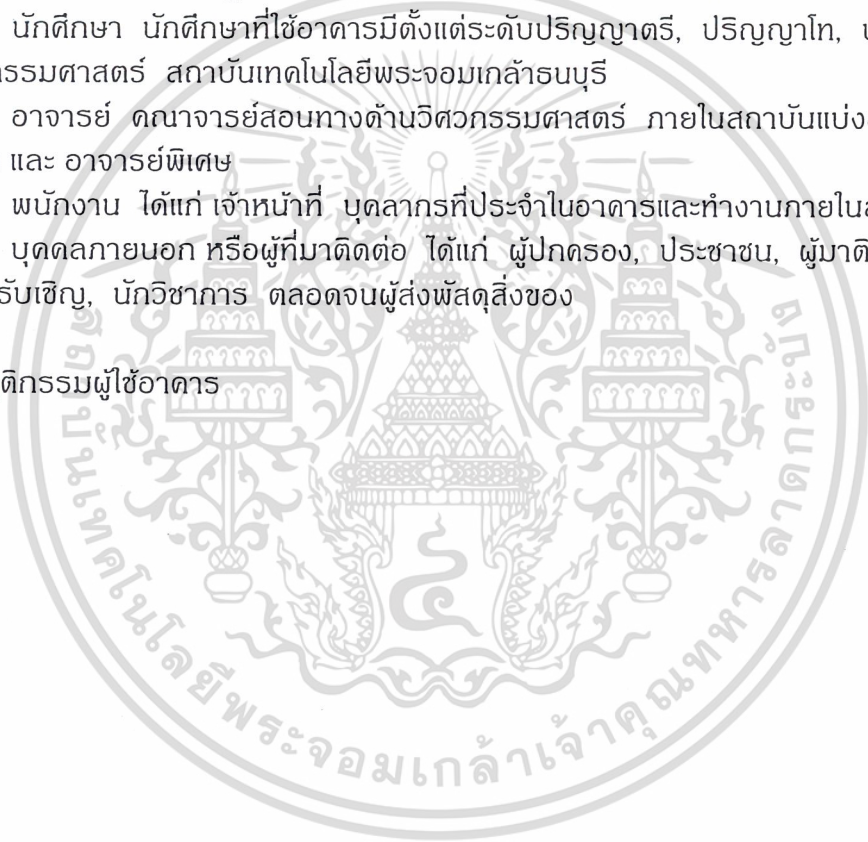 นักศึกษา นักศึกษาที่ใช้อาคารมีตั้งแต่ระดับปริญญาตรี, ปริญญาโท,
กรรมศาสตร์ สถาบันเทคโนโลยีพระจอมเกล้าธนบุรี
อาจารย์ คณาจารย์สอนทางด้านวิศวกรรมศาสตร์ ภายในสถาบันแบ่ง
และ อาจารย์พิเศษ
พนักงาน ได้แก่ เจ้าหน้าที่ บุคลากรที่ประจำในอาคารและทำงานภายใน
บุคคลภายนอก หรือผู้ที่มาติดต่อ ได้แก่ ผู้ปกครอง, ประชาชน, ผู้มาติ
รับเชิญ, นักวิชาการ ตลอดจนผู้ส่งพัสดุสิ่งของ
ติกรรมผู้ใช้อาคาร
สถาบันเทคโนโลยีพระจอมเกล้าเจ้าคุณทหารลาดกระบัง